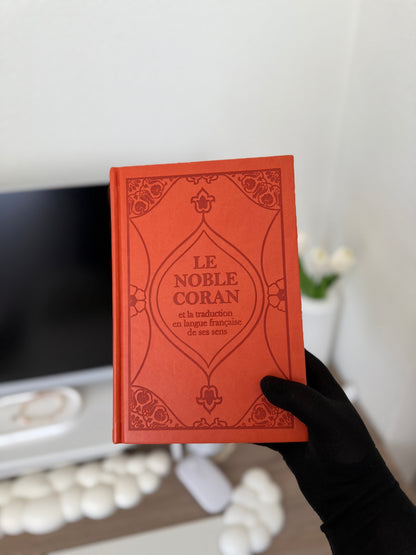 LE
NOBLE
CORAN
et la traduction
en langue française
de ses sens